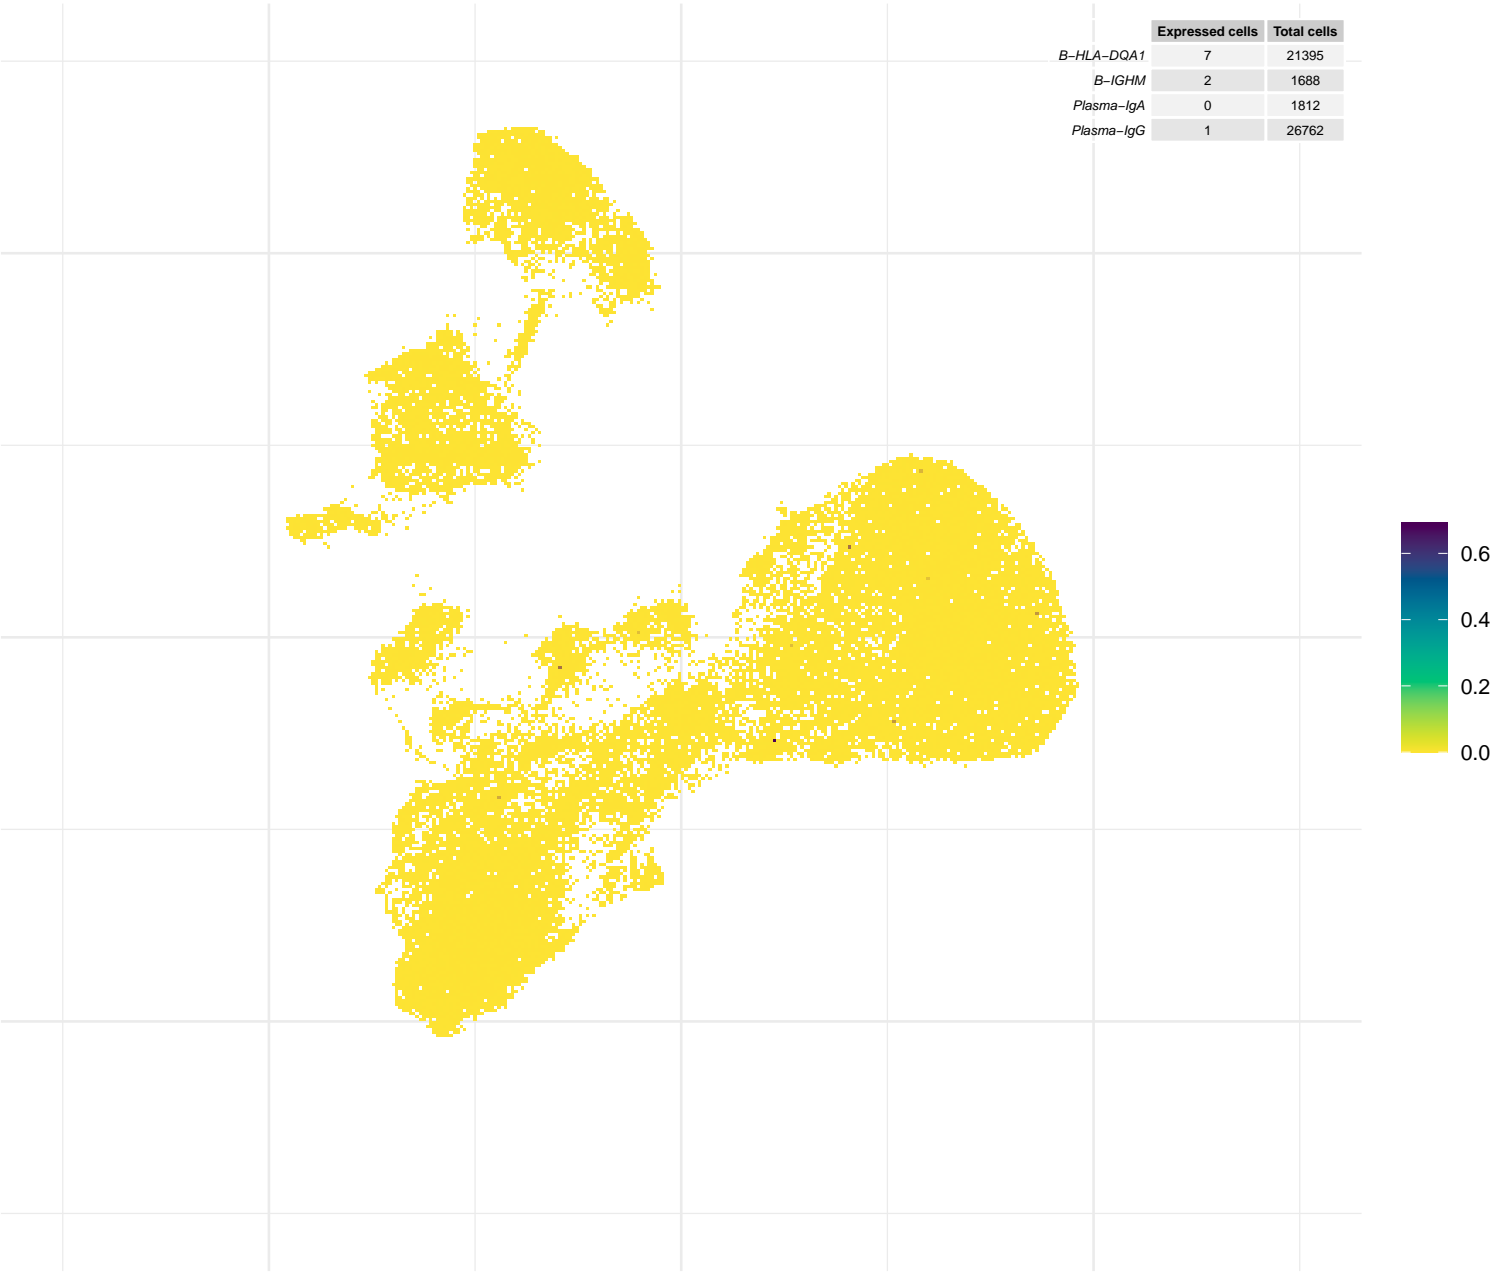 Expressed cells Total cells
B−HLA−DQA1 7 21395
B−IGHM 2 1688
Plasma−IgA 0 1812
Plasma−IgG 1 26762
0.6
0.4
0.2
0.0